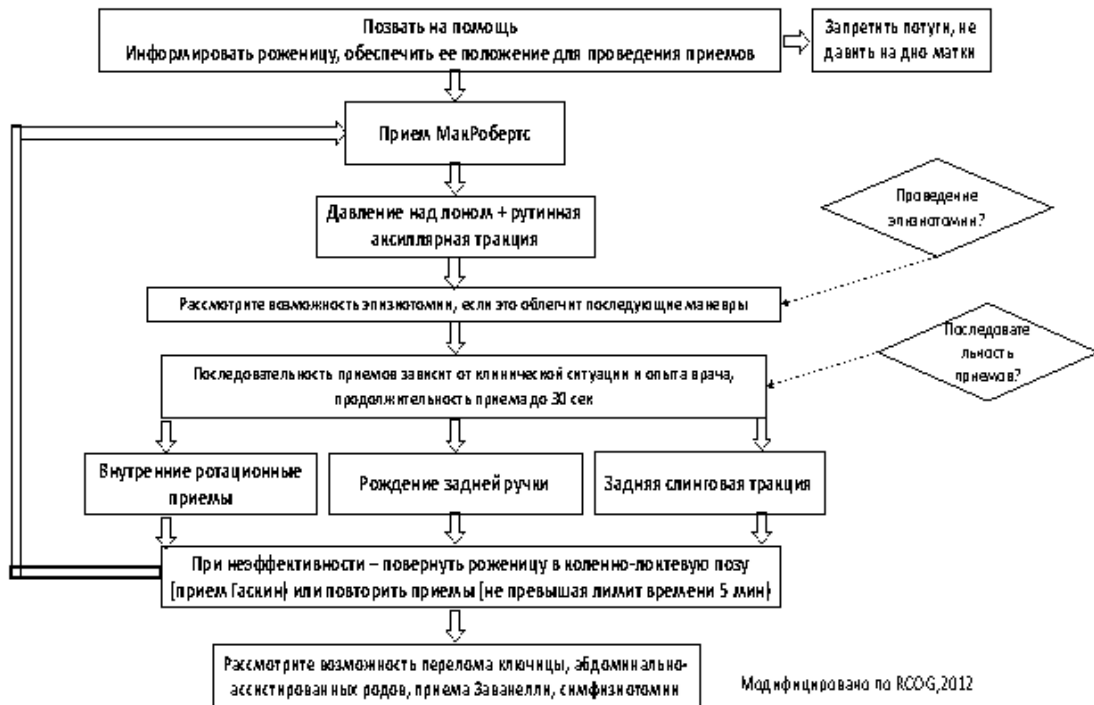 Позвать на помощь
Информировать роженицу, обеспечить ее положение для проведения приемов
Запретить потуги, не
давить на дно матки
Прием МакРобертс
Давление над лоном + рутинная
аксиллярная тракция
Проведение
эпизиотомии?
Рассмотрите возможность эпизиотомии, если это облегчит последующие маневры
Последовате
льность
приемов?
Последовательность приемов зависит от клинической ситуации и опыта врача,
продолжительность приема до 30 сек
Внутренние ротационные
приемы
Рождение задней ручки
Задняя слинговая тракция
При неэффективности – повернуть роженицу в коленно-локтевую позу
(прием Гаскин) или повторить приемы (не превышая лимит времени 5 мин)
Рассмотрите возможность перелома ключицы, абдоминально-
ассистированных родов, приема Заванелли, симфизиотомии
Модифицировано по RCOG,2012